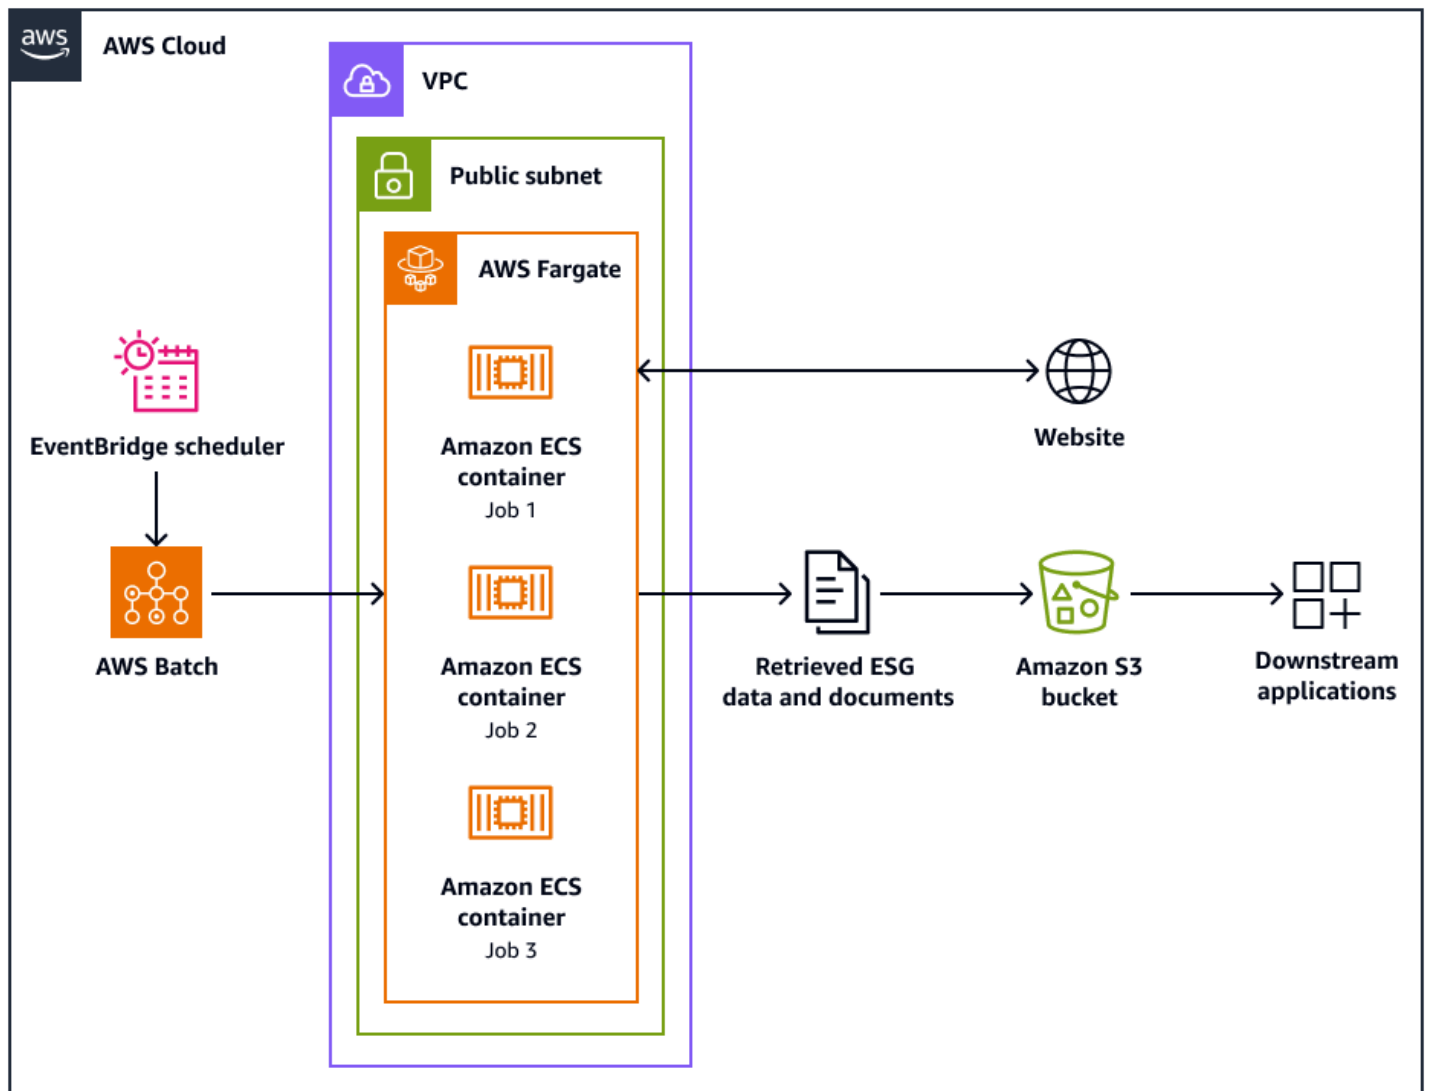 aws
AWS Cloud
VPC
Public subnet
AWS Fargate
EventBridge scheduler
Amazon ECS
container
Job 1
Website
AWS Batch
Amazon ECS
container
Job 2
Retrieved ESG
data and documents
Amazon S3
bucket
Downstream
applications
Amazon ECS
container
Job 3